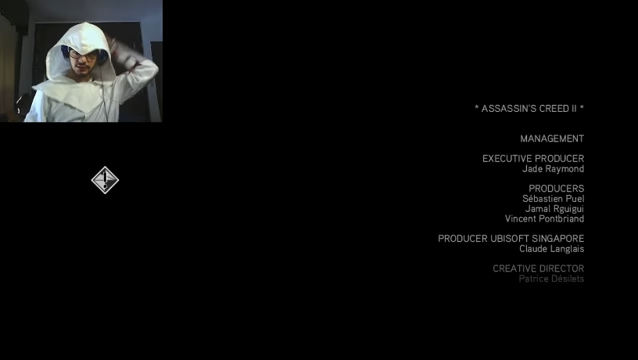 * ASSASSIN'S CREED II *
MANAGEMENT
EXECUTIVE PRODUCER
Jade Raymond
PRODUCERS
Sébastien Puel
Jamal Rguigui
Vincent Pontbriand
PRODUCER UBISOFT SINGAPORE
Claude Langlais
CREATIVE DIRECTOR
Patrice Désilets